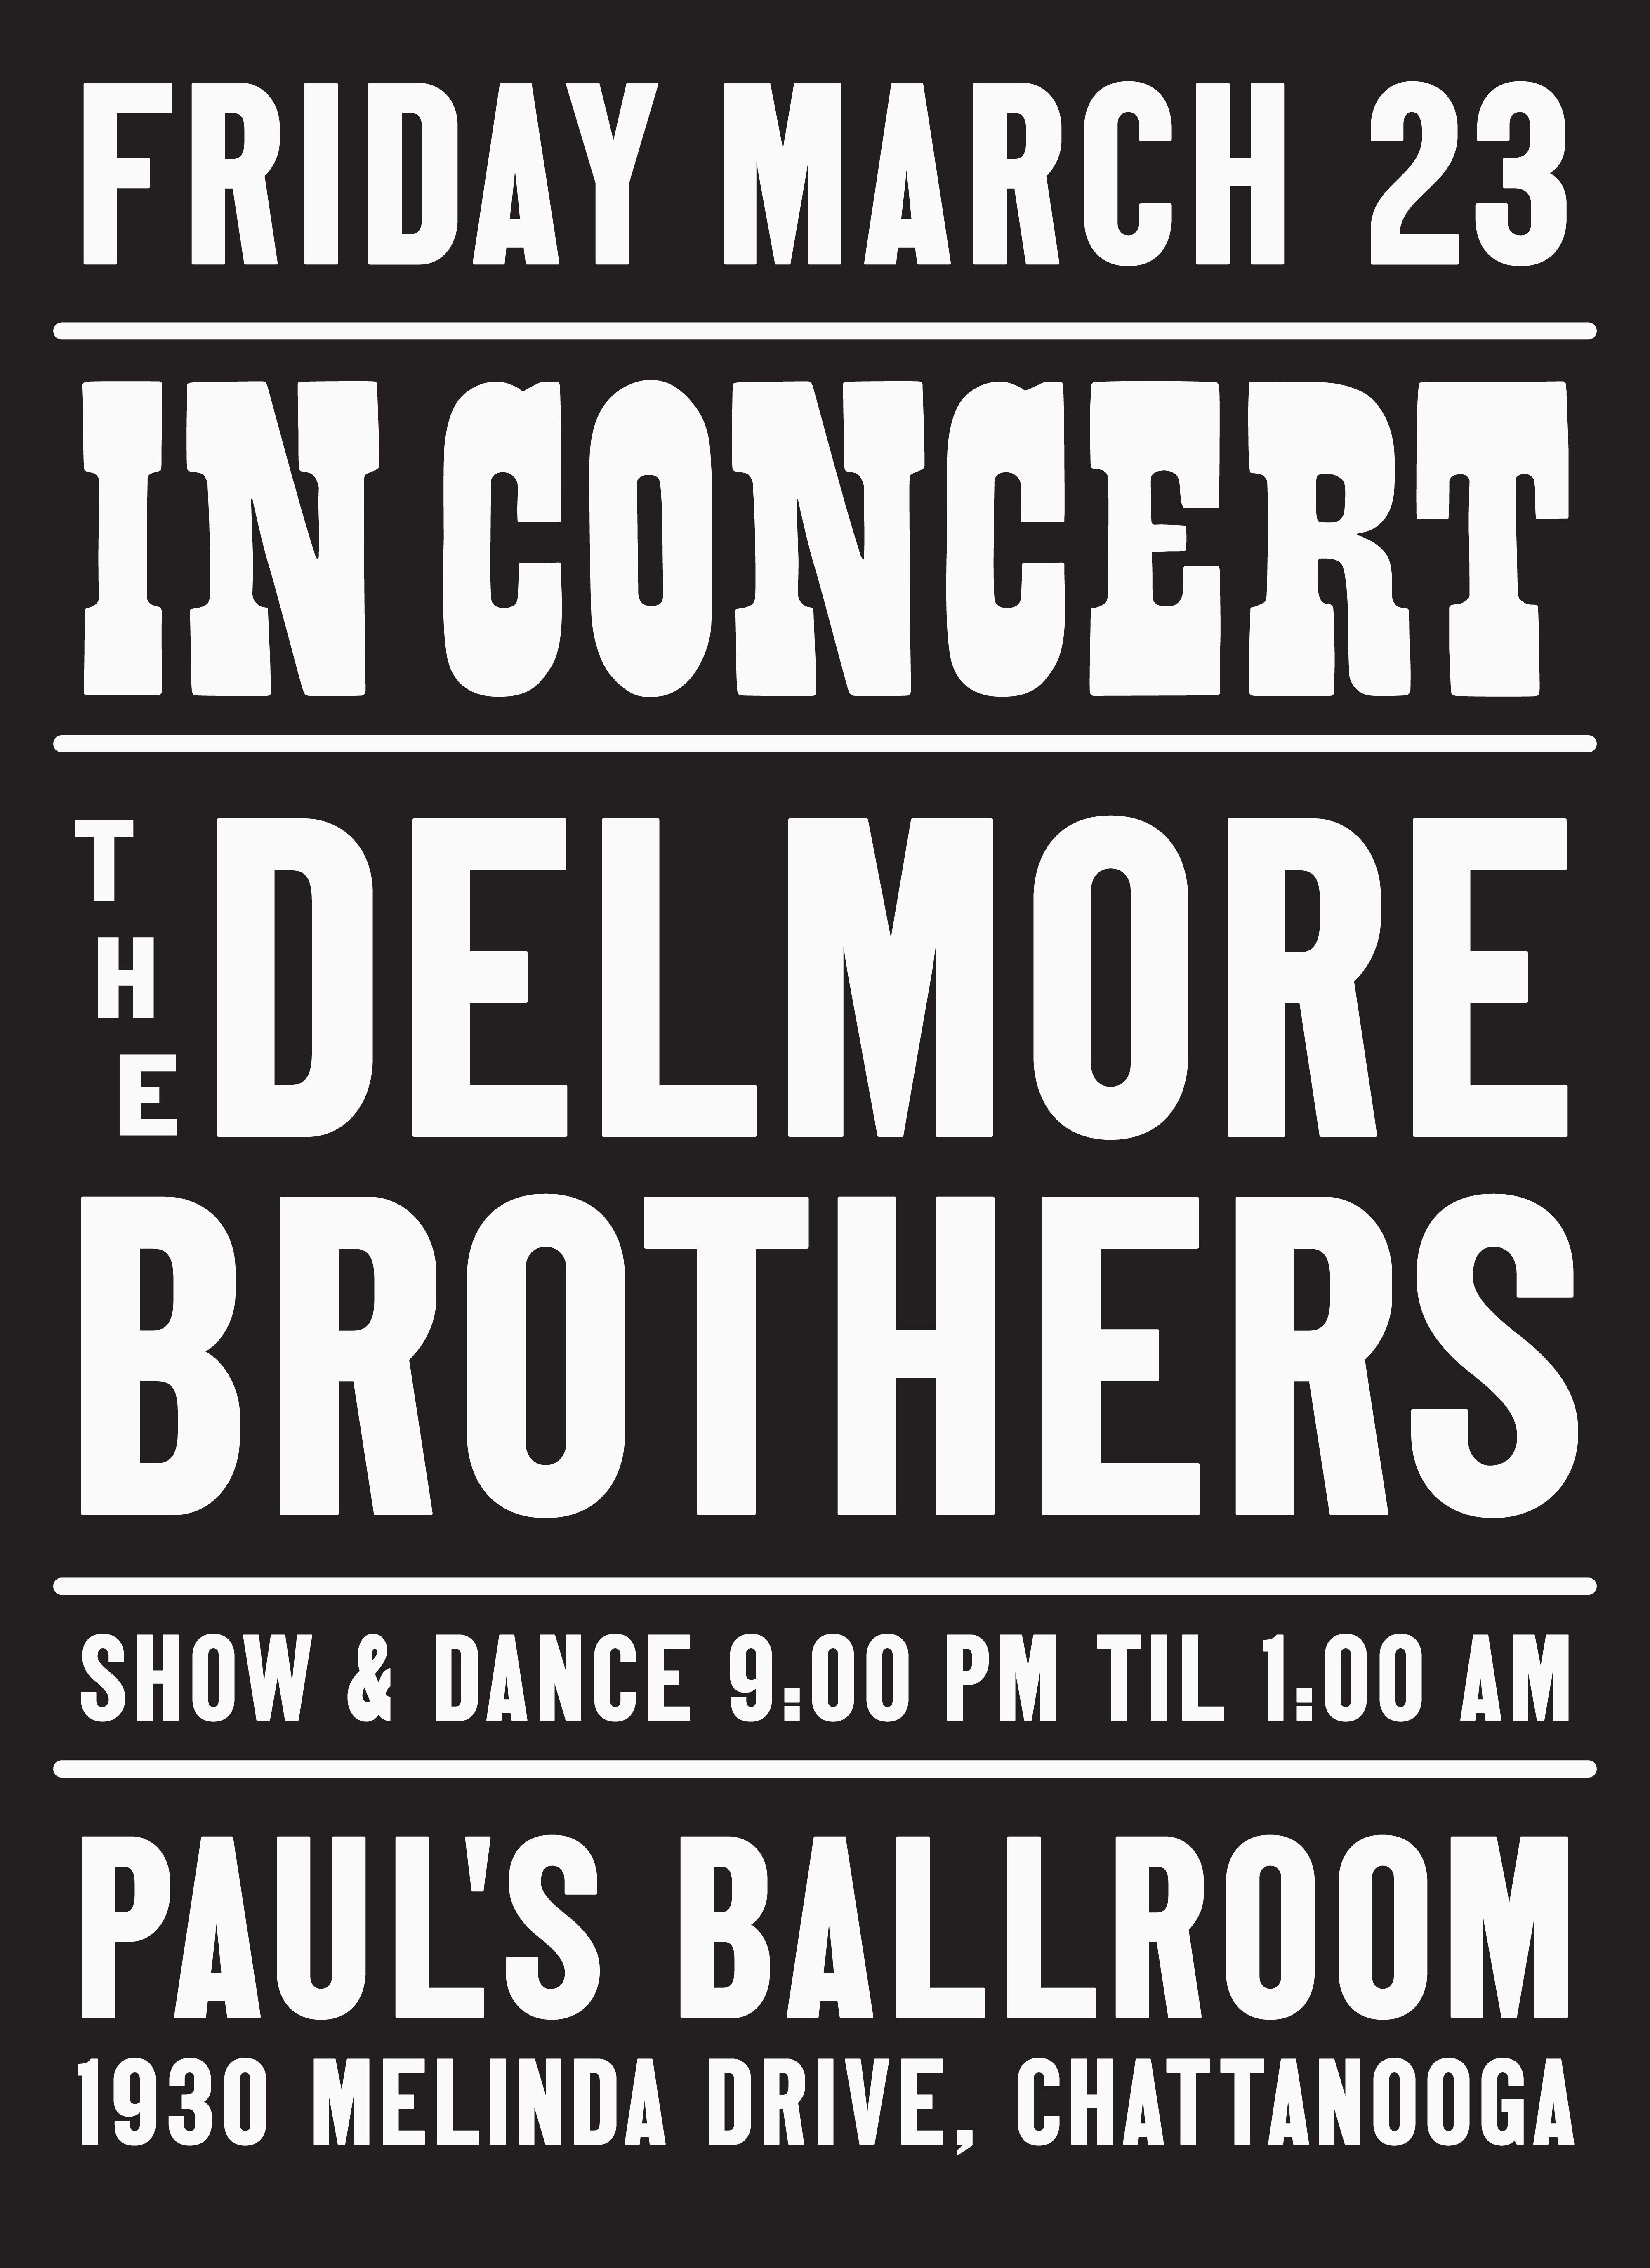 FRIDAY MARCH 23
IN CONCERT
THE DELMORE
BROTHERS
SHOW & DANCE 9:00 PM TIL 1:00 AM
PAUL'S BALLROOM
1930 MELINDA DRIVE, CHATTANOOGA